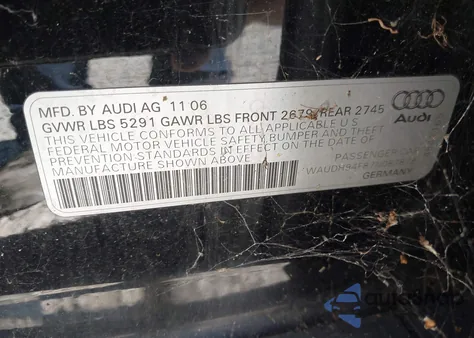 MFD. BY AUDI AG 11 06
GVWR LBS 5291 GAWR LBS FRONT 2679 REAR 2745
THIS VEHICLE CONFORMS TO ALL APPLICABLE U.S.
FEDERAL MOTOR VEHICLE SAFETY BUMPER AND THEFT
PREVENTION STANDARDS IN EFFECT ON THE DATE OF
MANUFACTURE SHOWN ABOVE
Audi
PASSENGER CAR
GERMANY